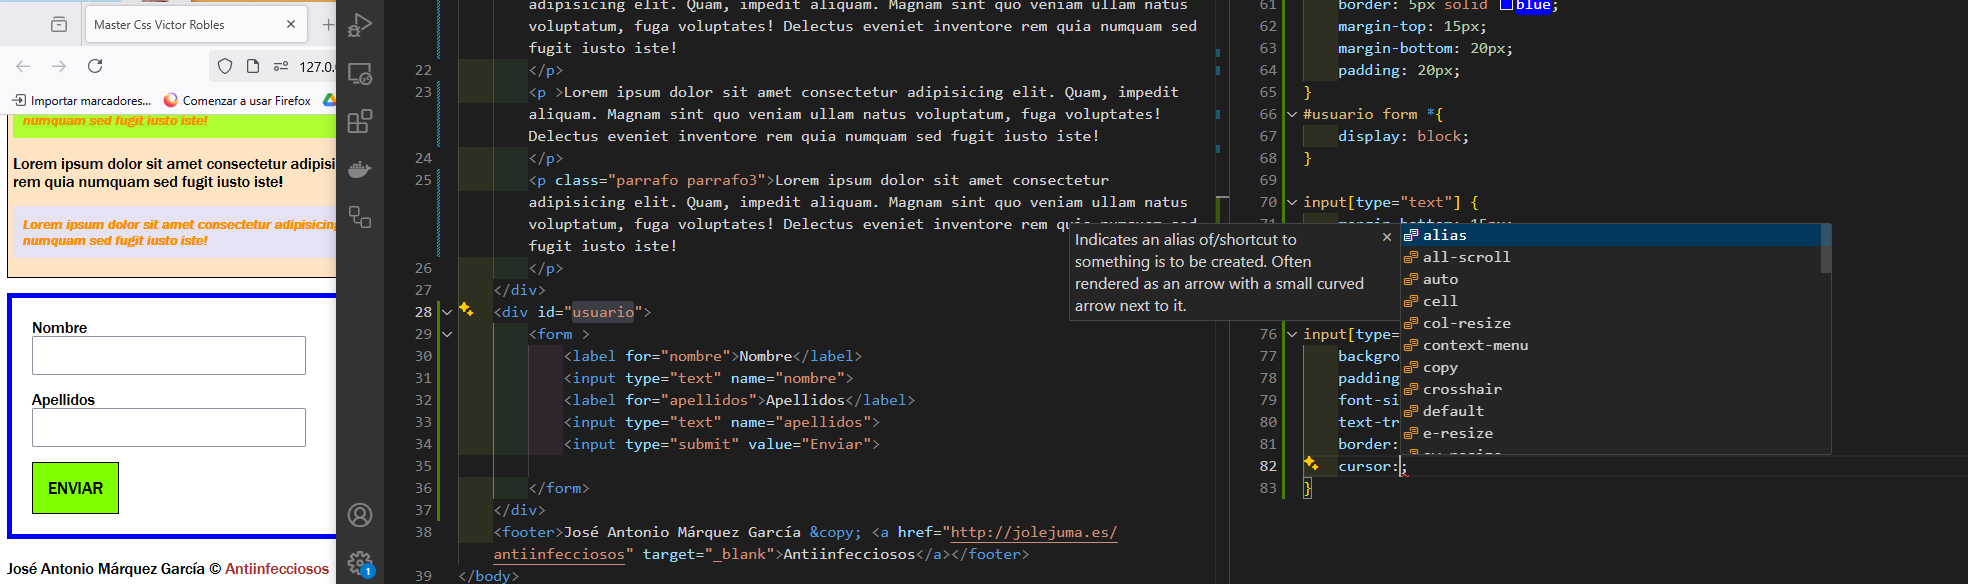 Master Css Victor Robles
127.0.
Importar marcadores...
Comenzar a usar Firefox
numquam sed fugit iusto iste!
Lorem ipsum dolor sit amet consectetur adipisi
rem quia numquam sed fugit iusto iste!
Lorem ipsum dolor sit amet consectetur adipisicing
numquam sed fugit iusto iste!
Nombre
Apellidos
ENVIAR
José Antonio Márquez García © Antiinfecciosos
1
adipisicing elit. Quam, impedit aliquam. Magnam sint quo veniam ullam natus
voluptatum, fuga voluptates! Delectus eveniet inventore rem quia numquam sed
fugit iusto iste!
22 </p>
23 <p >Lorem ipsum dolor sit amet consectetur adipisicing elit. Quam, impedit
aliquam. Magnam sint quo veniam ullam natus voluptatum, fuga voluptates!
Delectus eveniet inventore rem quia numquam sed fugit iusto iste!
24 </p>
25 <p class="parrafo parrafo3">Lorem ipsum dolor sit amet consectetur
adipisicing elit. Quam, impedit aliquam. Magnam sint quo veniam ullam natus
voluptatum, fuga voluptates! Delectus eveniet inventore rem quia numquam sed
fugit iusto iste!
26 </p>
27 </div>
28 <div id="usuario">
29 <form >
30 <label for="nombre">Nombre</label>
31 <input type="text" name="nombre">
32 <label for="apellidos">Apellidos</label>
33 <input type="text" name="apellidos">
34 <input type="submit" value="Enviar">
35
36 </form>
37 </div>
38 <footer>José Antonio Márquez García &copy; <a href="http://jolejuma.es/
antiinfecciosos" target="_blank">Antiinfecciosos</a></footer>
39 </body>
Indicates an alias of/shortcut to
something is to be created. Often
rendered as an arrow with a small curved
arrow next to it.
61 border: 5px solid blue;
62 margin-top: 15px;
63 margin-bottom: 20px;
64 padding: 20px;
65 }
66 #usuario form *{
67 display: block;
68 }
69
70 input[type="text"] {
71 margin-bottom: 15px;
alias
all-scroll
auto
cell
col-resize
context-menu
copy
crosshair
default
e-resize
76 input[type=
77 backgro
78 padding
79 font-si
80 text-tr
81 border:
82 cursor:;
83 }